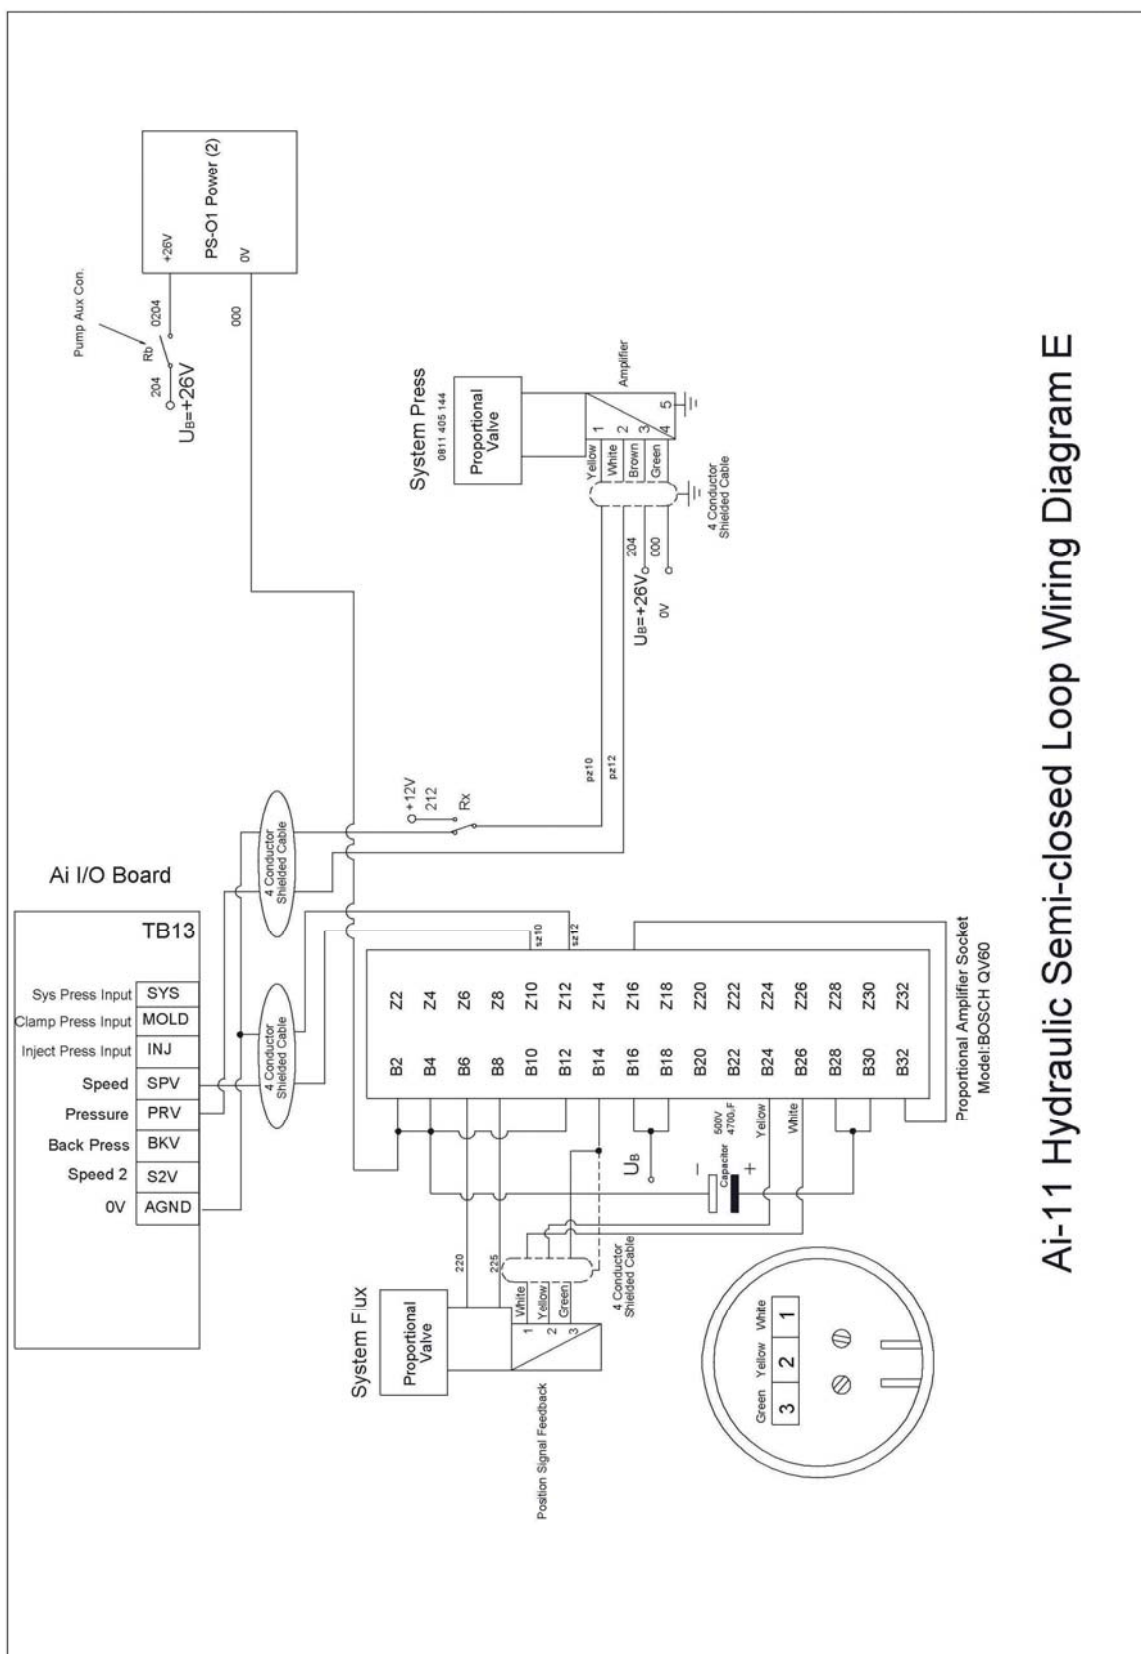 PS-O1 Power (2)
+26V
0V
Pump Aux Con.
0204
000
Rb
204
UB=+26V
System Press
0811 405 144
Proportional
Valve
Amplifier
1
2
3
4
5
Yellow
White
Brown
Green
4 Conductor
Shielded Cable
204
000
UB=+26V
0V
pz10
pz12
+12V
212
Rx
Ai I/O Board
TB13
Sys Press Input SYS
Clamp Press Input MOLD
Inject Press Input INJ
Speed SPV
Pressure PRV
Back Press BKV
Speed 2 S2V
0V AGND
4 Conductor
Shielded Cable
4 Conductor
Shielded Cable
sz10
sz12
Z2
Z4
Z6
Z8
Z10
Z12
Z14
Z16
Z18
Z20
Z22
Z24
Z26
Z28
Z30
Z32
B2
B4
B6
B8
B10
B12
B14
B16
B18
B20
B22
B24
B26
B28
B30
B32
Proportional Amplifier Socket
Model:BOSCH QV60
UB
−
Capacitor
+
500V
4700uF
Yellow
White
220
225
System Flux
Proportional
Valve
White
Yellow
Green
1
2
3
4 Conductor
Shielded Cable
Position Signal Feedback
Green Yellow White
3 2 1
Ai-11 Hydraulic Semi-closed Loop Wiring Diagram E